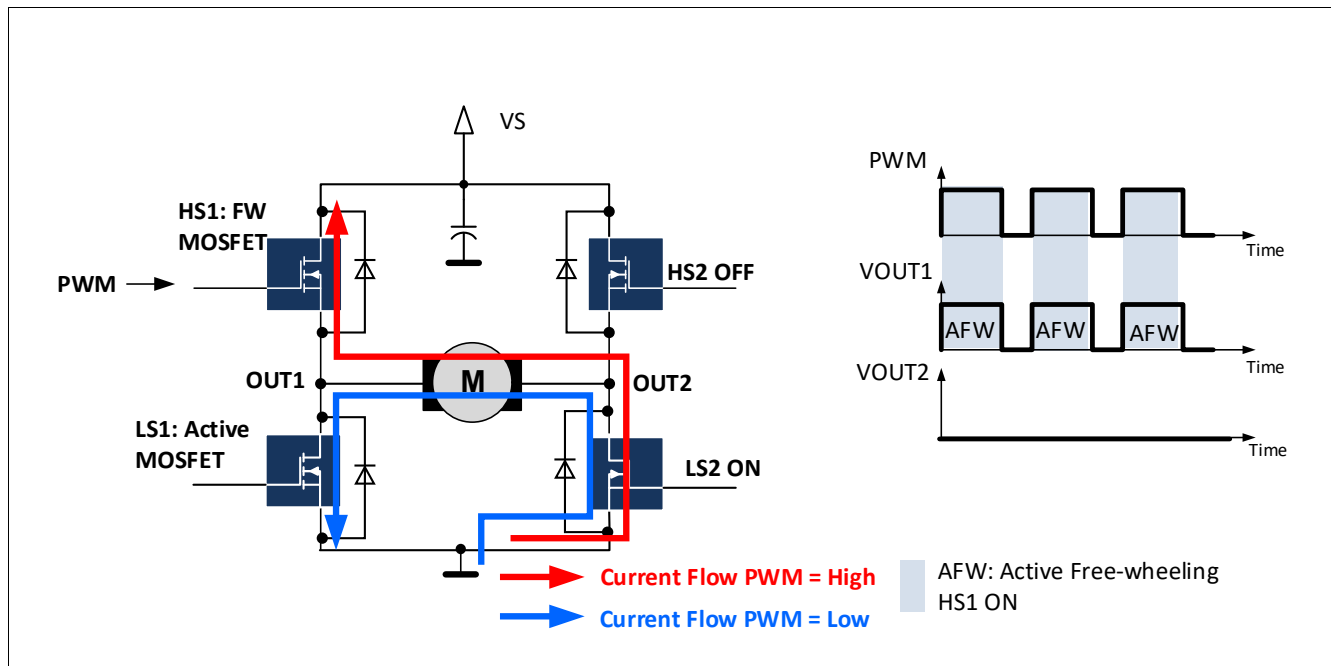 VS
HS1: FW
MOSFET
PWM
HS2 OFF
OUT1
M
OUT2
LS1: Active
MOSFET
LS2 ON
Current Flow PWM = High
Current Flow PWM = Low
PWM
Time
VOUT1
AFW
AFW
AFW
Time
VOUT2
Time
AFW: Active Free-wheeling
HS1 ON